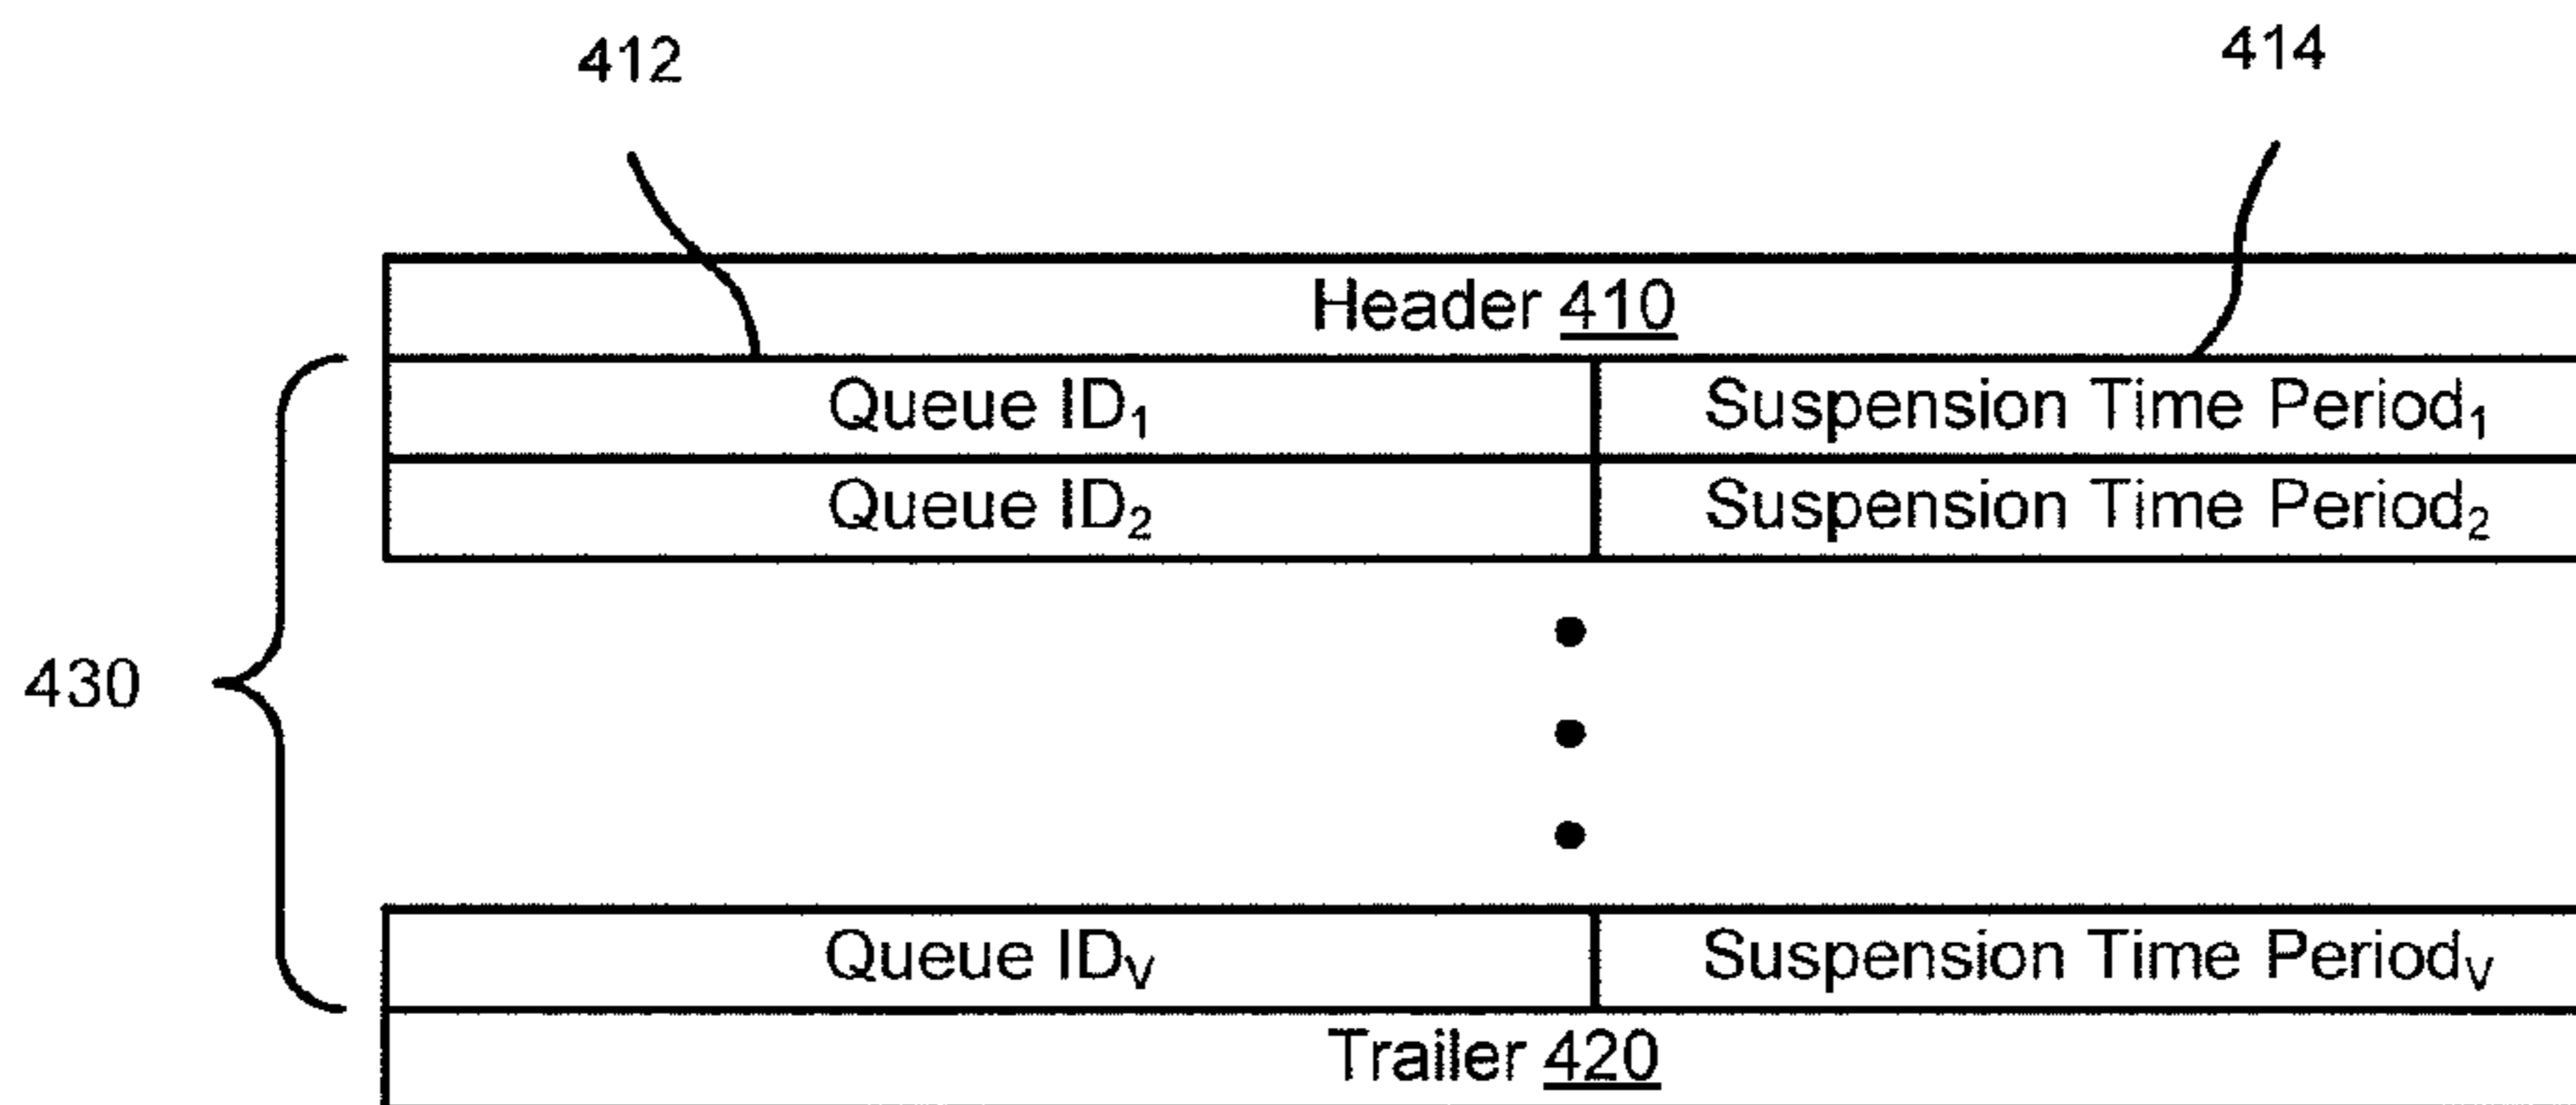 412 414
Header 410
Queue ID₁ Suspension Time Period₁
Queue ID₂ Suspension Time Period₂
430
Queue IDᵥ Suspension Time Periodᵥ
Trailer 420